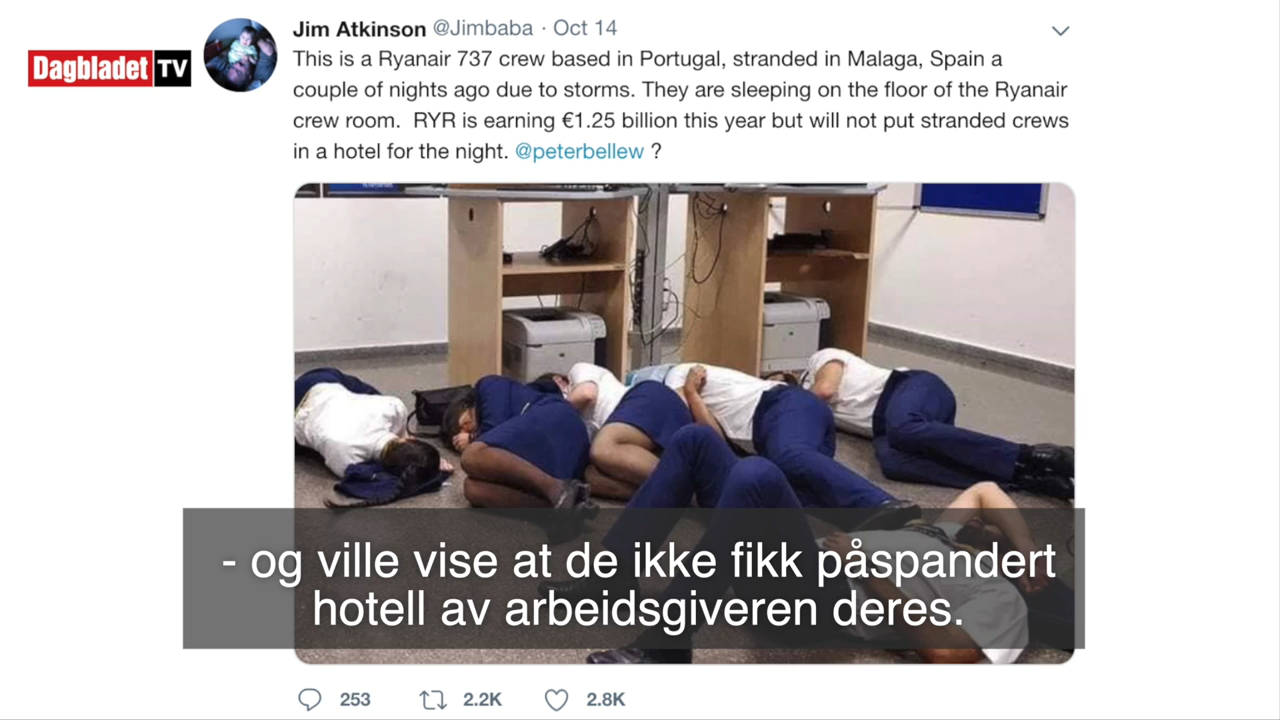 Dagbladet TV
Jim Atkinson @Jimbaba · Oct 14
This is a Ryanair 737 crew based in Portugal, stranded in Malaga, Spain a
couple of nights ago due to storms. They are sleeping on the floor of the Ryanair
crew room. RYR is earning €1.25 billion this year but will not put stranded crews
in a hotel for the night. @peterbellew ?
- og ville vise at de ikke fikk påspandert
hotell av arbeidsgiveren deres.
253 2.2K 2.8K